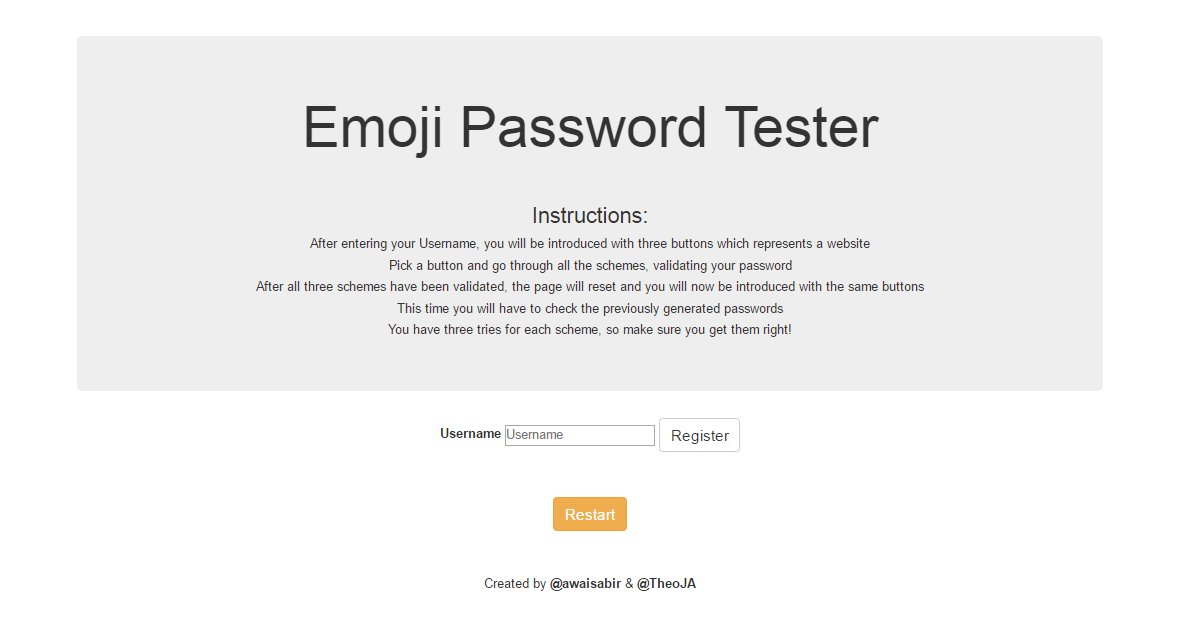 Emoji Password Tester
Instructions:
After entering your Username, you will be introduced with three buttons which represents a website
Pick a button and go through all the schemes, validating your password
After all three schemes have been validated, the page will reset and you will now be introduced with the same buttons
This time you will have to check the previously generated passwords
You have three tries for each scheme, so make sure you get them right!
Username Username Register
Restart
Created by @awaisabir & @TheoJA